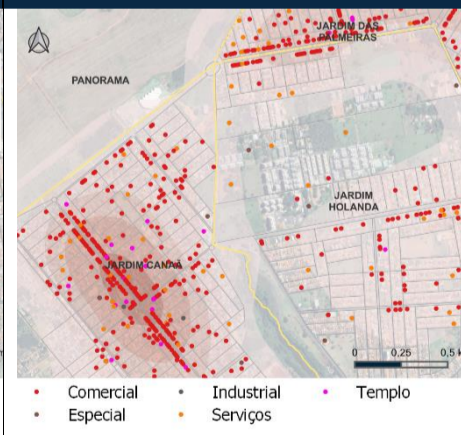 JARDIM DAS
PALMEIRAS
PANORAMA
JARDIM
HOLANDA
JARDIM CANAÃ
0 0,25 0,5
Comercial
Industrial
Templo
Especial
Serviços